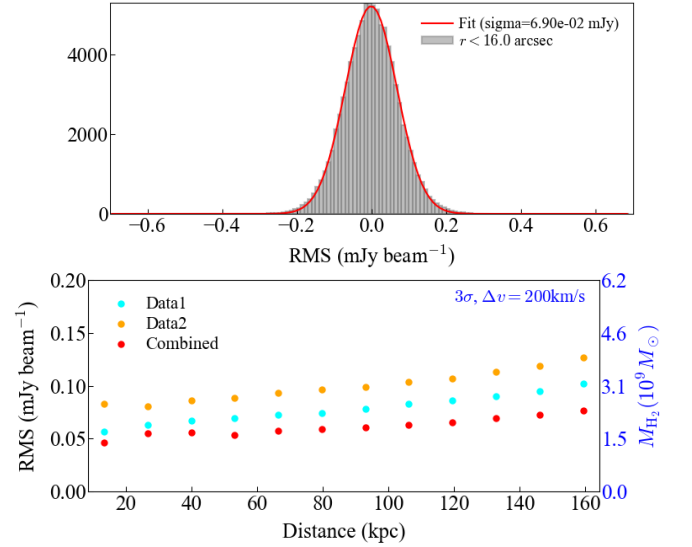 4000
2000
0
Fit (sigma=6.90e-02 mJy)
r < 16.0 arcsec
−0.6 −0.4 −0.2 0.0 0.2 0.4 0.6
RMS (mJy beam⁻¹)
0.20
0.15
0.10
0.05
0.00
RMS (mJy beam⁻¹)
Data1
Data2
Combined
3σ, Δv = 200km/s
6.2
4.6
3.1
1.5
0.0
M_H₂(10⁹ M_⊙)
20 40 60 80 100 120 140 160
Distance (kpc)